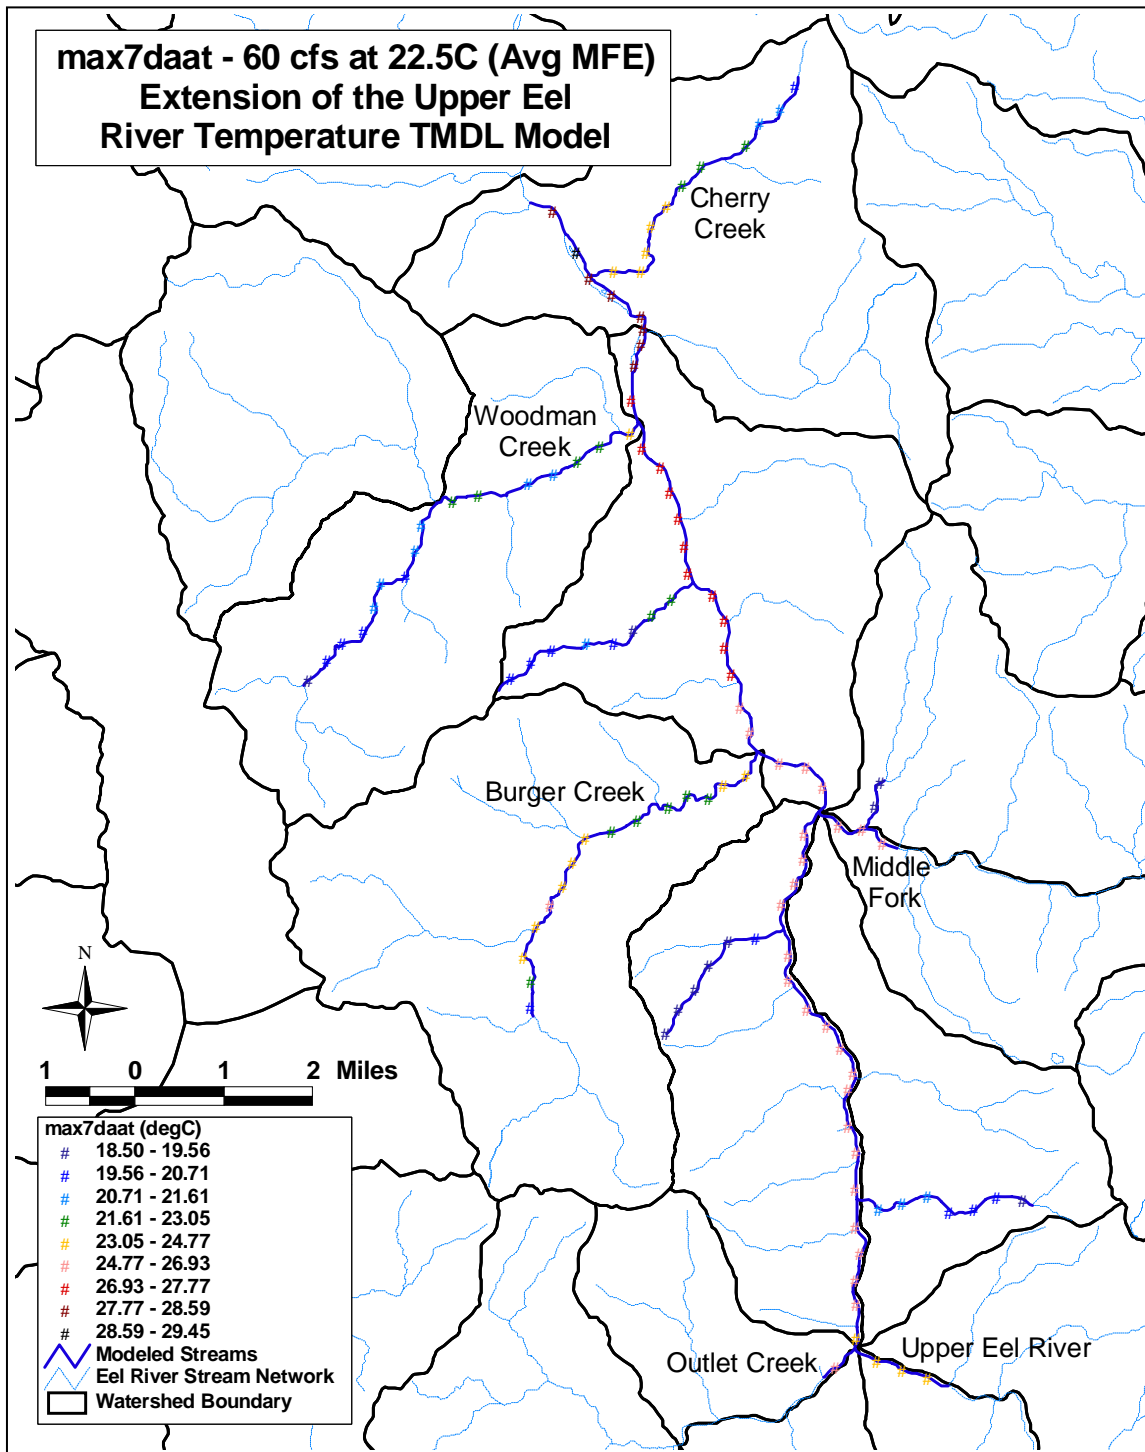 max7daat - 60 cfs at 22.5C (Avg MFE)
Extension of the Upper Eel
River Temperature TMDL Model
Cherry
Creek
Woodman
Creek
Burger Creek
Middle
Fork
N
1 0 1 2 Miles
max7daat (degC)
# 18.50 - 19.56
# 19.56 - 20.71
# 20.71 - 21.61
# 21.61 - 23.05
# 23.05 - 24.77
# 24.77 - 26.93
# 26.93 - 27.77
# 27.77 - 28.59
# 28.59 - 29.45
Modeled Streams
Eel River Stream Network
Watershed Boundary
Outlet Creek
Upper Eel River